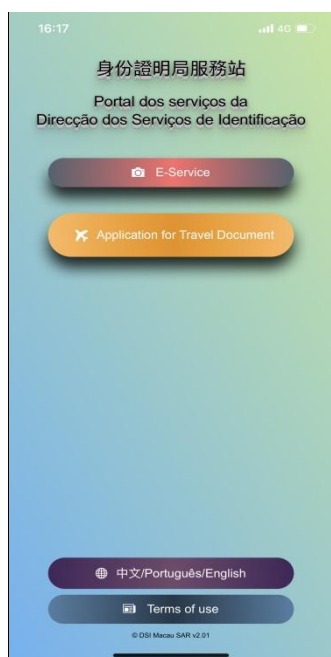 16:17
4G
身份證明局服務站
Portal dos serviços da
Direcção dos Serviços de Identificação
E-Service
Application for Travel Document
中文/Português/English
Terms of use
© DSI Macau SAR v2.01